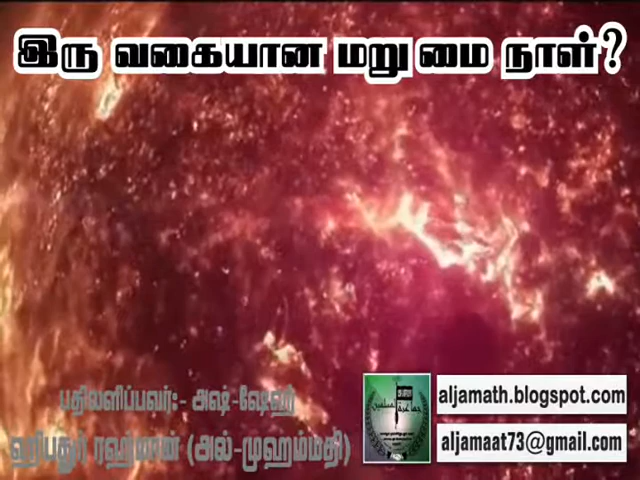 இரு வகையான மறுமை நாள்?
பதிலளிப்பவர்:- அஷ்-ஷேஹ்
ஹிபதுர் ரஹ்மான் (அல்-முஹம்மதி)
aljamath.blogspot.com
aljamaat73@gmail.com